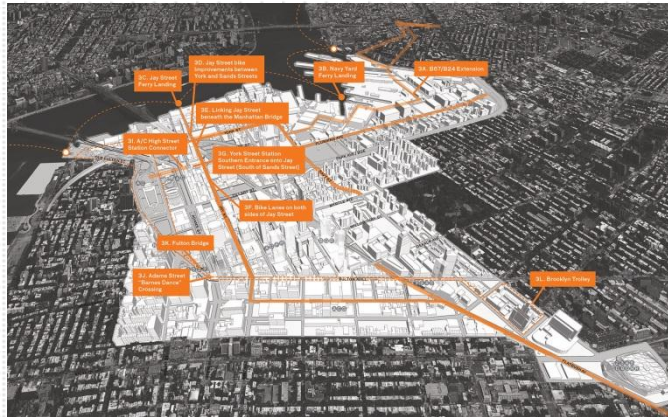 3D. Jay Street bike
improvements between
York and Sands Streets
3C. Jay Street
Ferry Landing
3B. Navy Yard
Ferry Landing
3A. B67/B24 Extension
3E. Linking Jay Street
beneath the Manhattan Bridge
3I. A/C High Street
Station Connector
3G. York Street Station
Southern Entrance onto Jay
Street (South of Sands Street)
3F. Bike Lanes on both
sides of Jay Street
3K. Fulton Bridge
3J. Adams Street
"Barnes Dance"
Crossing
3L. Brooklyn Trolley
FULTON MALL
FLATBUSH